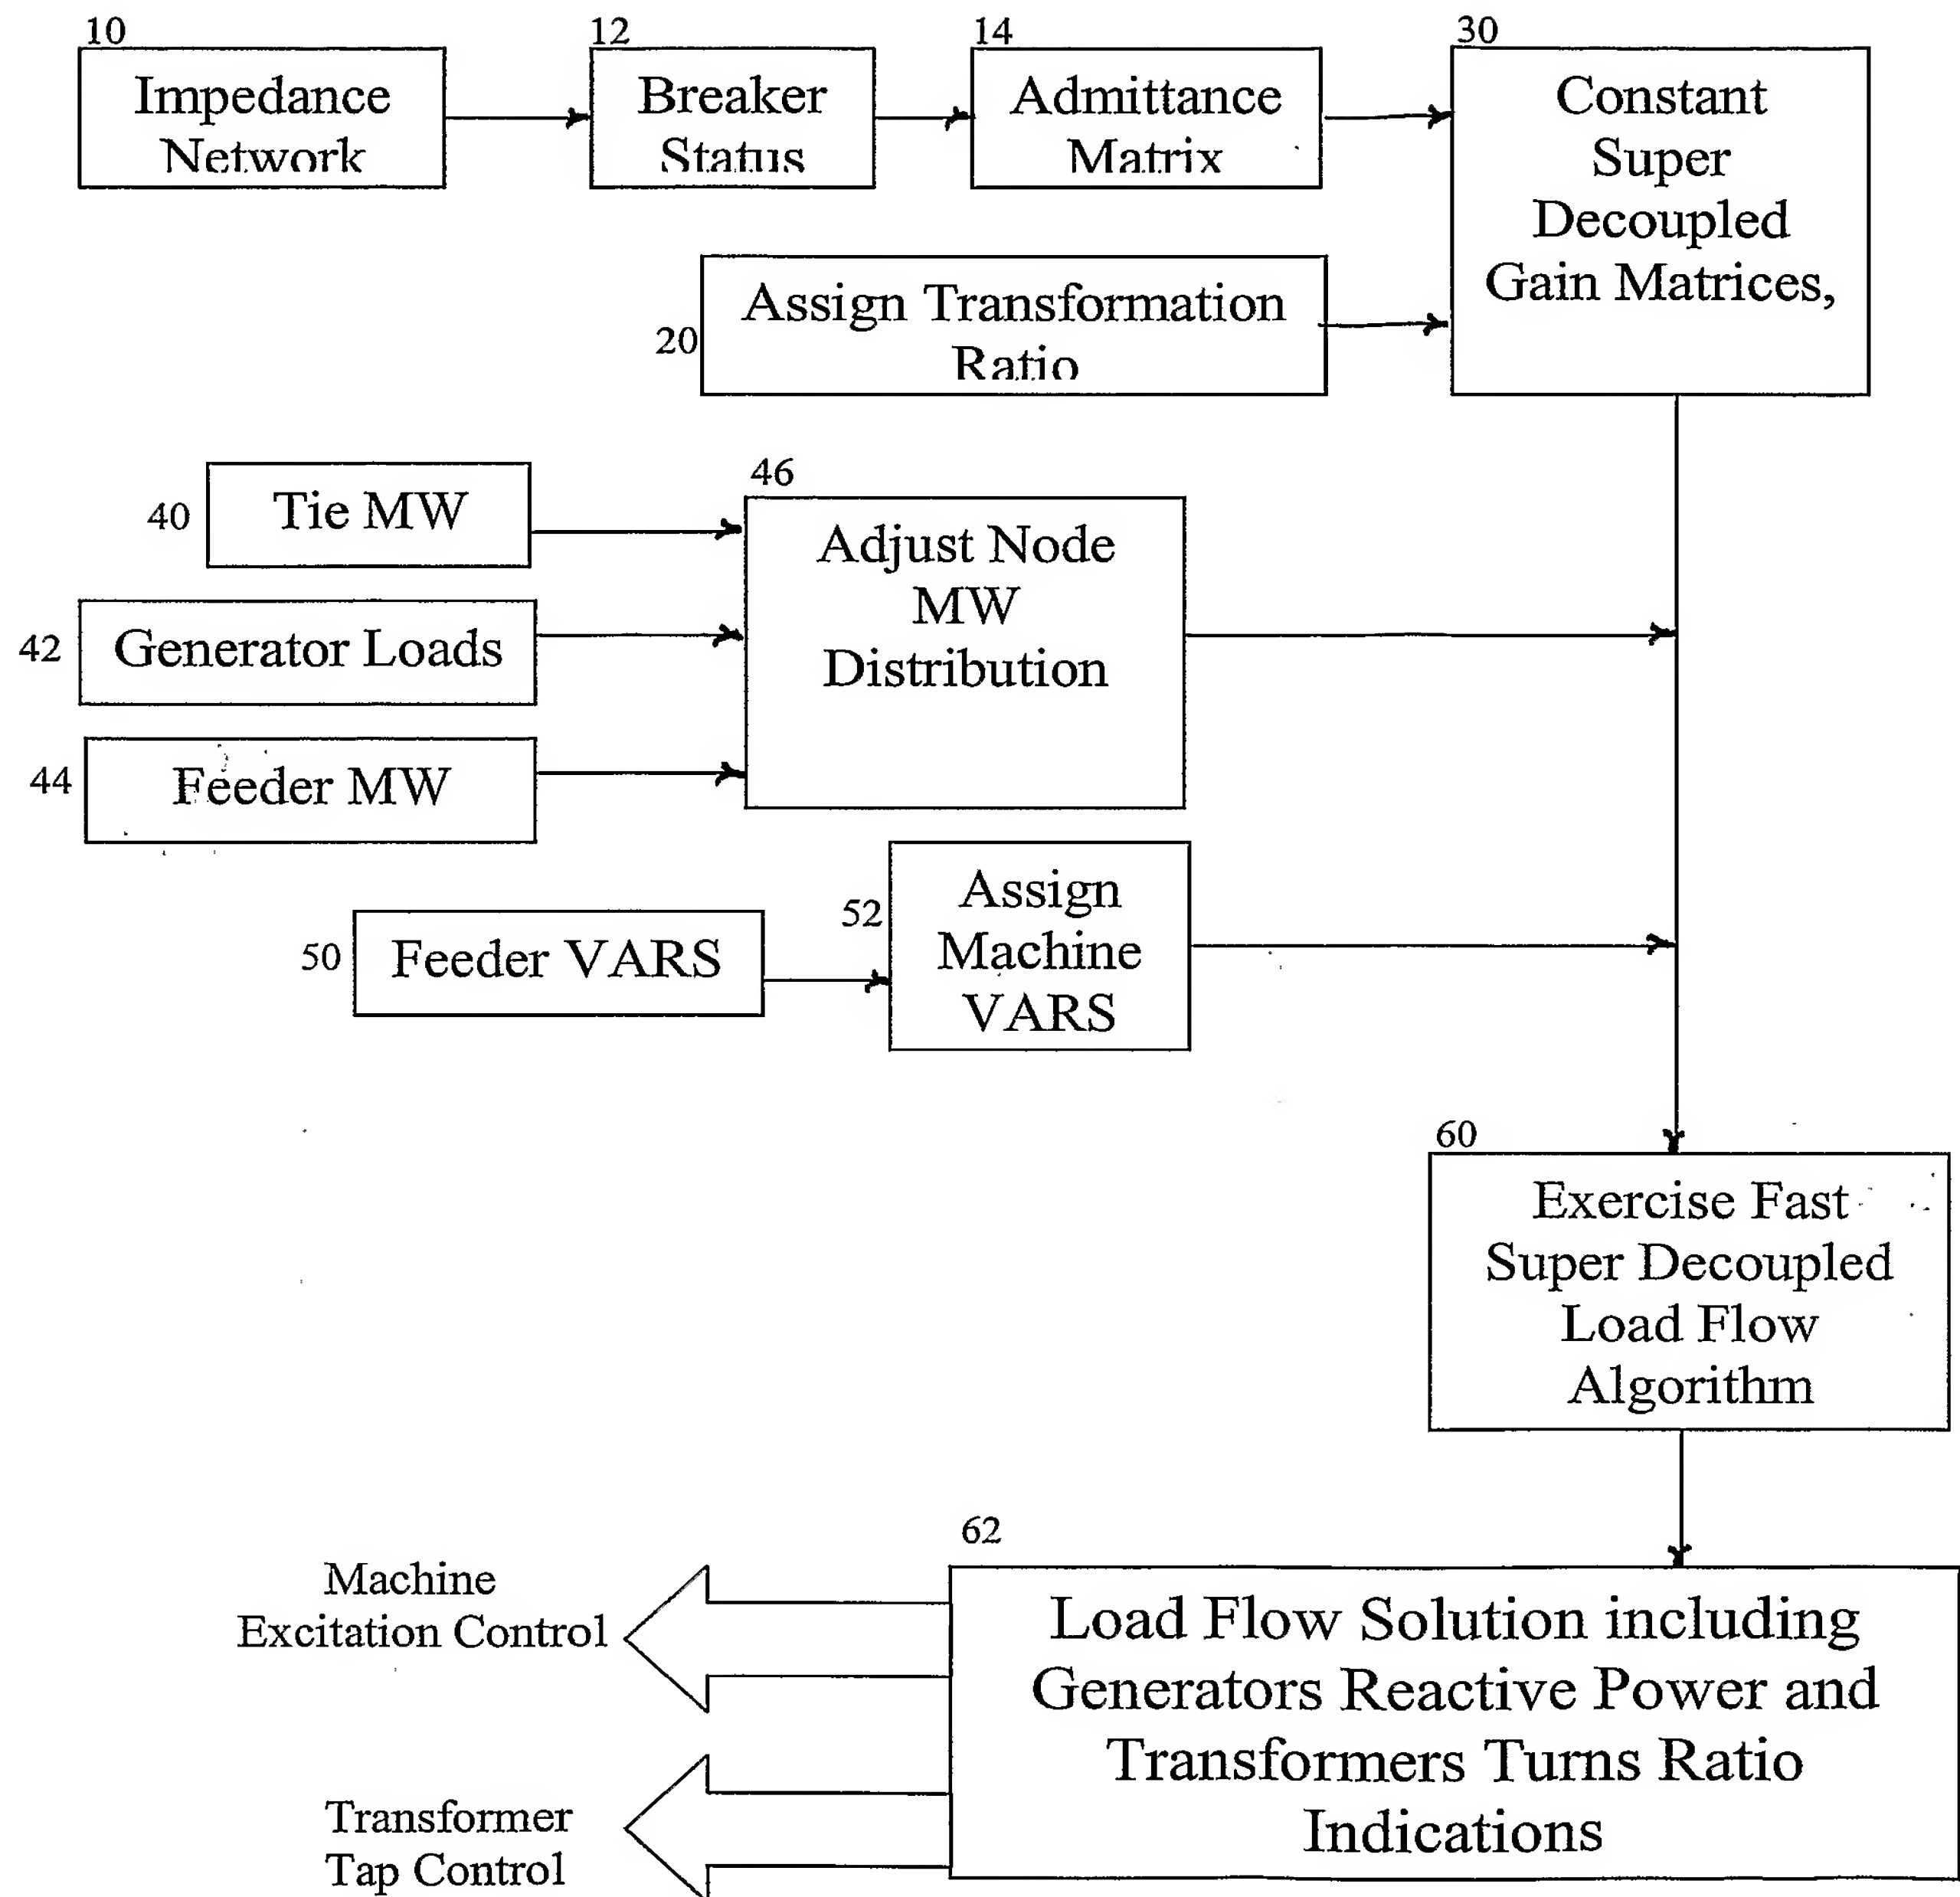 10
Impedance
Network
12
Breaker
Status
14
Admittance
Matrix
30
Constant
Super
Decoupled
Gain Matrices,
20
Assign Transformation
Ratio
40
Tie MW
42
Generator Loads
44
Feeder MW
46
Adjust Node
MW
Distribution
50
Feeder VARS
52
Assign
Machine
VARS
60
Exercise Fast
Super Decoupled
Load Flow
Algorithm
62
Load Flow Solution including
Generators Reactive Power and
Transformers Turns Ratio
Indications
Machine
Excitation Control
Transformer
Tap Control